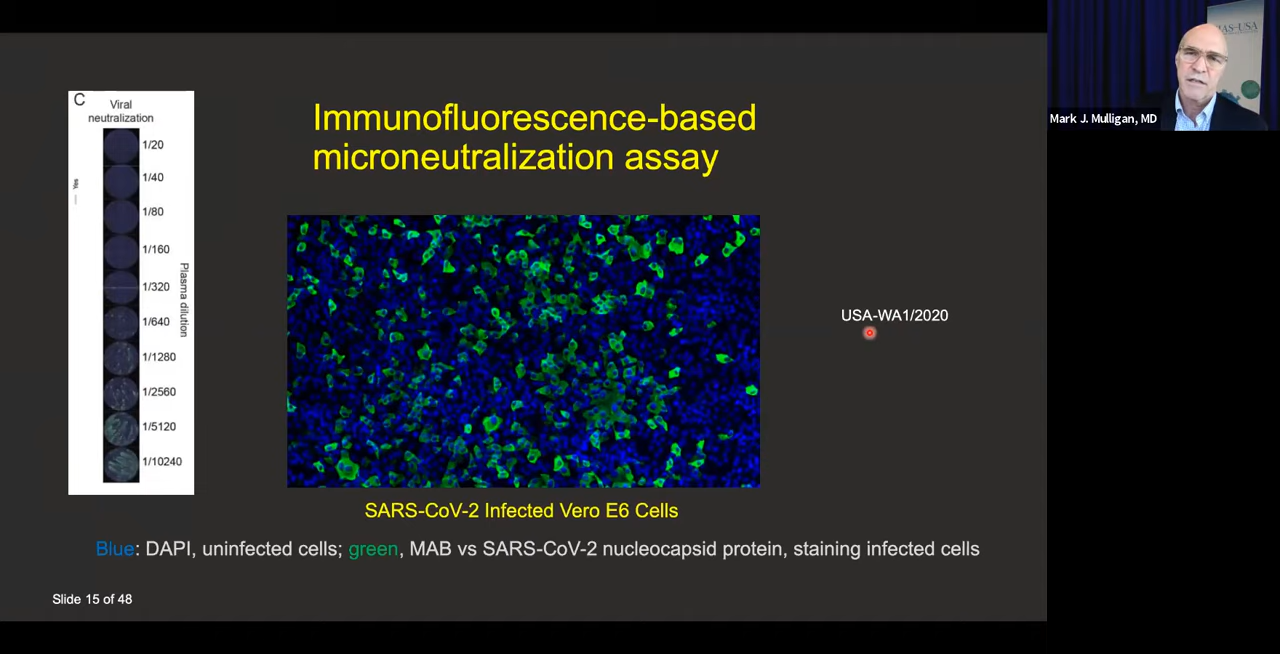 C
Viral
neutralization
Yes
1/20
1/40
1/80
1/160
1/320
1/640
1/1280
1/2560
1/5120
1/10240
Plasma dilution
Immunofluorescence-based
microneutralization assay
USA-WA1/2020
SARS-CoV-2 Infected Vero E6 Cells
Blue: DAPI, uninfected cells; green, MAB vs SARS-CoV-2 nucleocapsid protein, staining infected cells
Slide 15 of 48
Mark J. Mulligan, MD